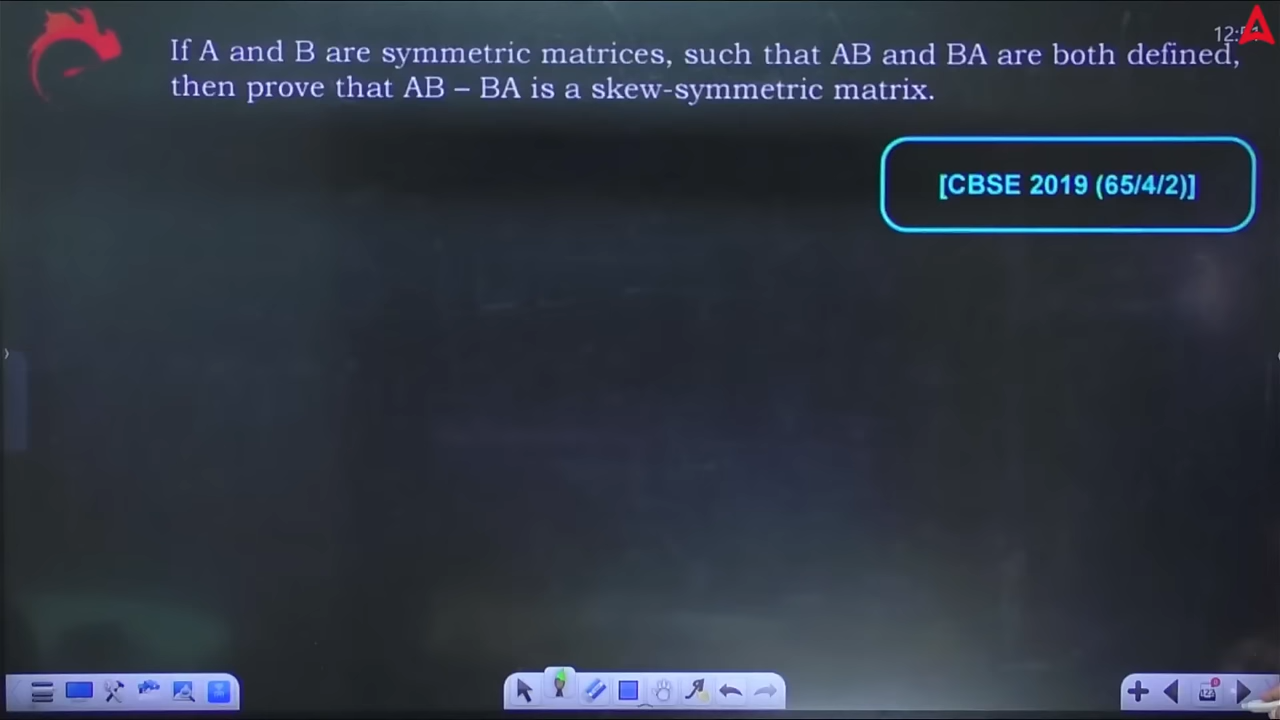 If A and B are symmetric matrices, such that AB and BA are both defined,
then prove that AB – BA is a skew-symmetric matrix.
[CBSE 2019 (65/4/2)]